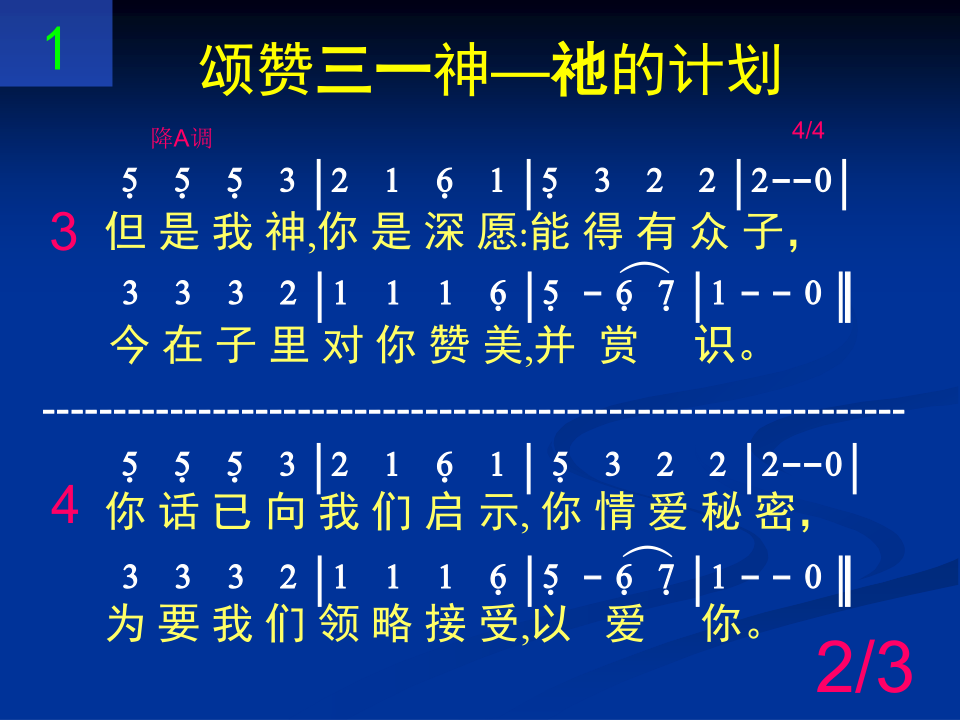 1
颂赞三一神—祂的计划
降A调 4/4
5̣ 5̣ 5̣ 3 | 2 1 6̣ 1 | 5̣ 3 2 2 | 2--0 |
3 但是我神,你是深愿:能得有众子，
3 3 3 2 | 1 1 1 6̣ | 5̣ - 6̣ 7̣ | 1 - - 0 ‖
今在子里对你赞美,并赏 识。
-------------------------------------------------------------
5̣ 5̣ 5̣ 3 | 2 1 6̣ 1 | 5̣ 3 2 2 | 2--0 |
4 你话已向我们启示, 你情爱秘密，
3 3 3 2 | 1 1 1 6̣ | 5̣ - 6̣ 7̣ | 1 - - 0 ‖
为要我们领略接受,以 爱 你。
2/3